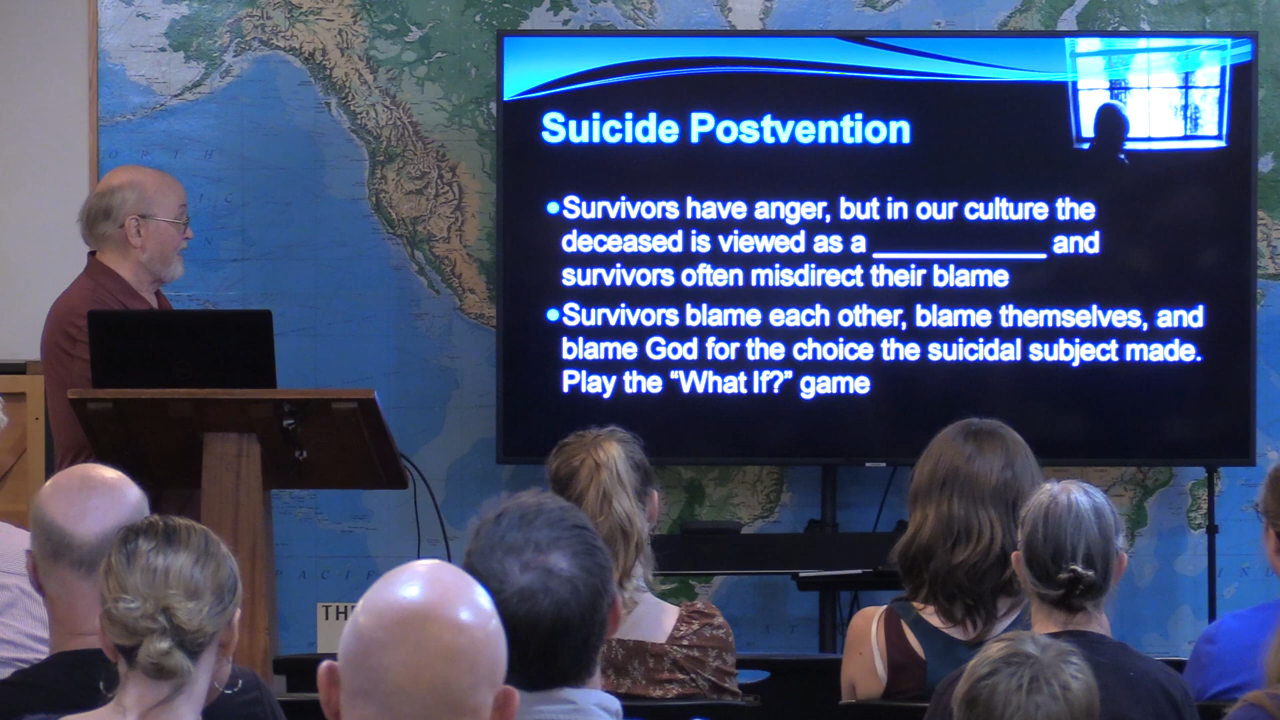 Suicide Postvention
•Survivors have anger, but in our culture the
deceased is viewed as a ____________ and
survivors often misdirect their blame
•Survivors blame each other, blame themselves, and
blame God for the choice the suicidal subject made.
Play the “What If?” game
PACIF